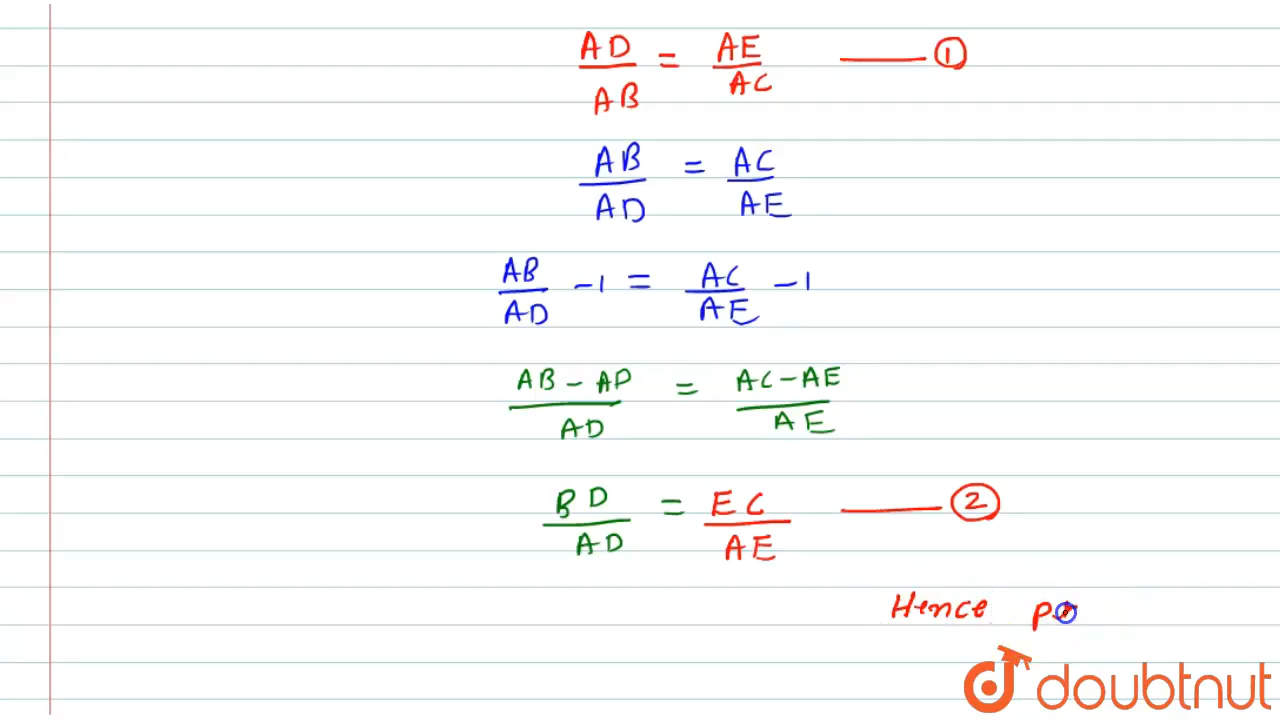 AD/AB = AE/AC —— ①
AB/AD = AC/AE
AB/AD - 1 = AC/AE - 1
AB - AD/AD = AC - AE/AE
BD/AD = EC/AE —— ②
Hence
doubtnut